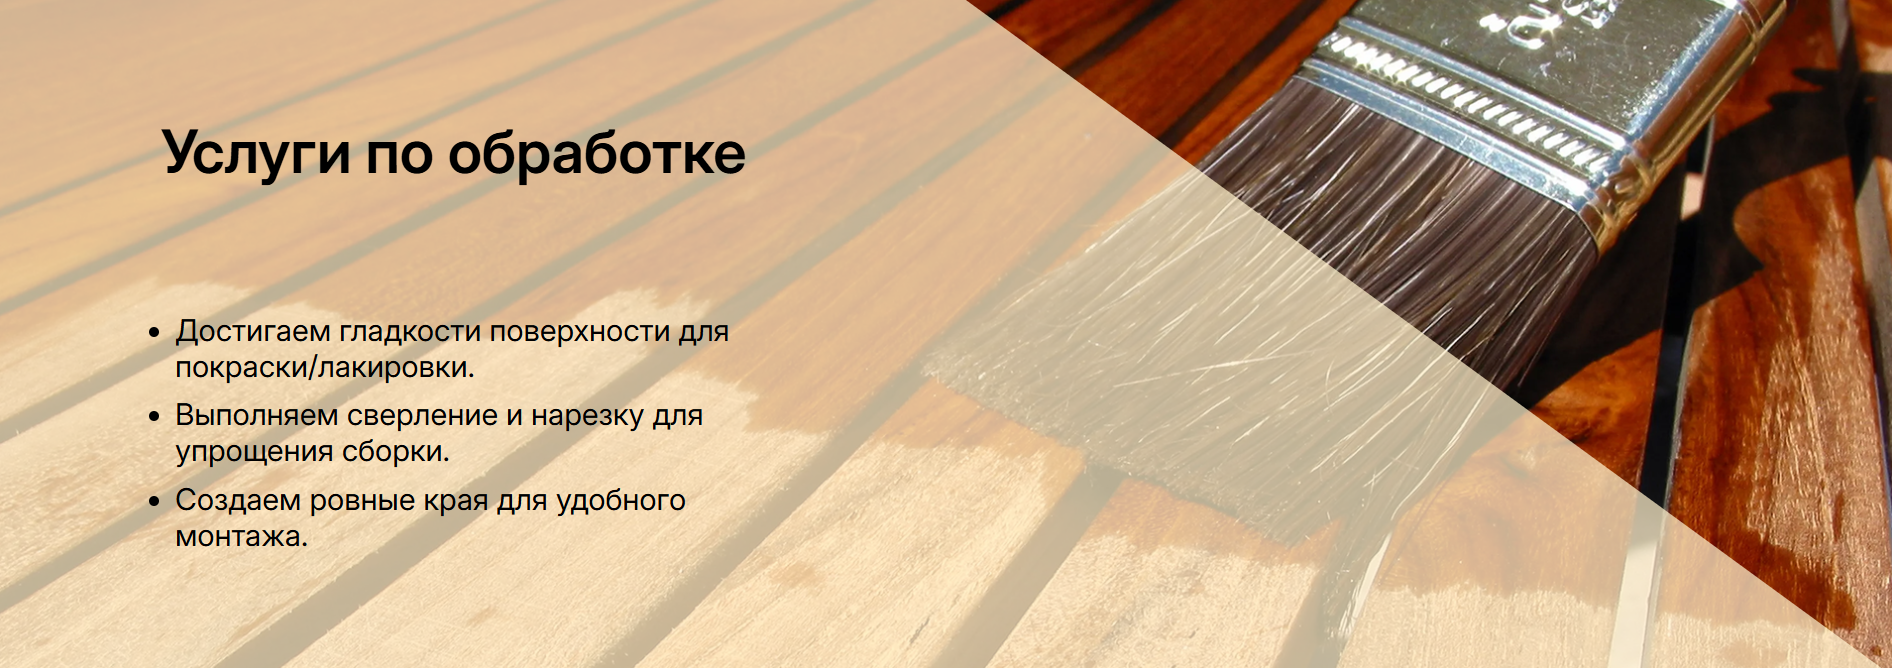 Услуги по обработке
• Достигаем гладкости поверхности для
покраски/лакировки.
• Выполняем сверление и нарезку для
упрощения сборки.
• Создаем ровные края для удобного
монтажа.